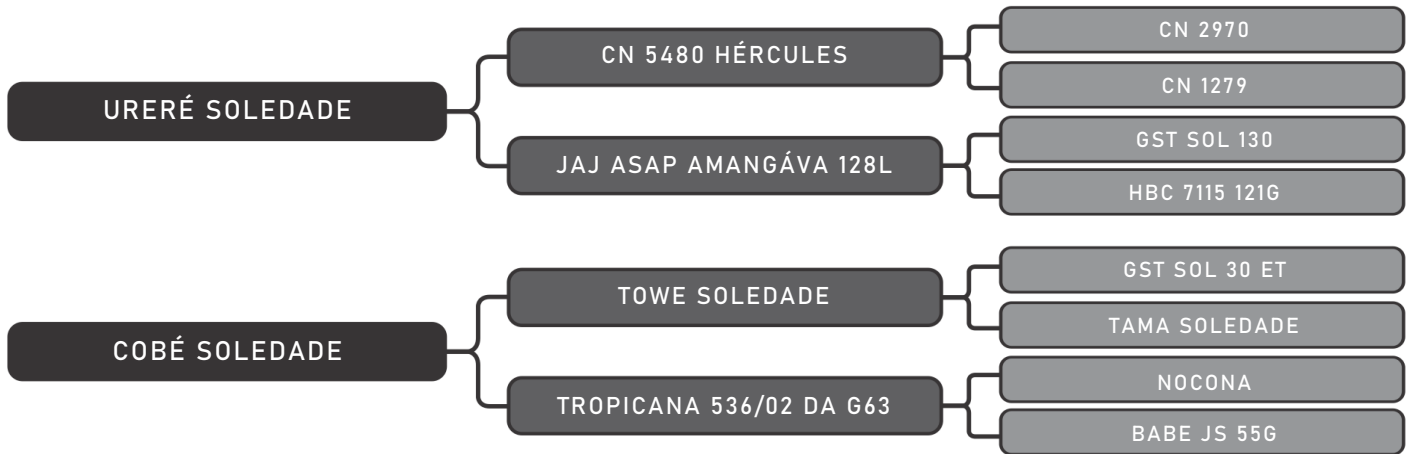 URERÉ SOLEDADE
CN 5480 HÉRCULES
CN 2970
CN 1279
JAJ ASAP AMANGÁVA 128L
GST SOL 130
HBC 7115 121G
COBÉ SOLEDADE
TOWE SOLEDADE
GST SOL 30 ET
TAMA SOLEDADE
TROPICANA 536/02 DA G63
NOCONA
BABE JS 55G